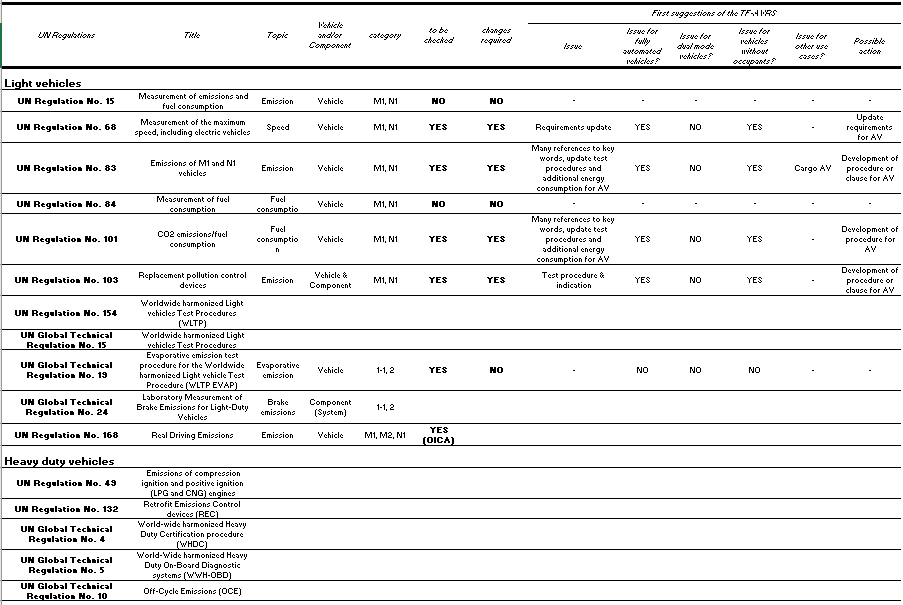 First suggestions of the TF-AVRS
UN Regulations Title Topic Vehicle and/or Component category to be checked changes required Issue Issue for fully automated vehicles? Issue for dual mode vehicles? Issue for vehicles without occupants? Issue for other use cases? Possible action
Light vehicles
UN Regulation No. 15 Measurement of emissions and fuel consumption Emission Vehicle M1, N1 NO NO - - - - - -
UN Regulation No. 68 Measurement of the maximum speed, including electric vehicles Speed Vehicle M1, N1 YES YES Requirements update YES NO YES - Update requirements for AV
UN Regulation No. 83 Emissions of M1 and N1 vehicles Emission Vehicle M1, N1 YES YES Many references to key words, update test procedures and additional energy consumption for AV YES NO YES Cargo AV Development of procedure or clause for AV
UN Regulation No. 84 Measurement of fuel consumption Fuel consumptio Vehicle M1, N1 NO NO - - - - - -
UN Regulation No. 101 CO2 emissions/fuel consumption Fuel consumptio n Vehicle M1, N1 YES YES Many references to key words, update test procedures and additional energy consumption for AV YES NO YES - Development of procedure for AV
UN Regulation No. 103 Replacement pollution control devices Emission Vehicle & Component M1, N1 YES YES Test procedure & indication YES NO YES - Development of procedure or clause for AV
UN Regulation No. 154 Worldwide harmonized Light vehicles Test Procedures (WLTP)
UN Global Technical Regulation No. 15 Worldwide harmonized Light vehicles Test Procedures
UN Global Technical Regulation No. 19 Evaporative emission test procedure for the Worldwide harmonized Light vehicle Test Procedure (WLTP EVAP) Evaporative emission Vehicle 1-1, 2 YES NO - NO NO NO - -
UN Global Technical Regulation No. 24 Laboratory Measurement of Brake Emissions for Light-Duty Vehicles Brake emissions Component (System) 1-1, 2
UN Regulation No. 168 Real Driving Emissions Emission Vehicle M1, M2, N1 YES (OICA)
Heavy duty vehicles
UN Regulation No. 49 Emissions of compression ignition and positive ignition (LPG and CNG) engines
UN Regulation No. 132 Retrofit Emissions Control devices (REC)
UN Global Technical Regulation No. 4 World-wide harmonized Heavy Duty Certification procedure (WHDC)
UN Global Technical Regulation No. 5 World-Wide harmonized Heavy Duty On-Board Diagnostic systems (WWH-OBD)
UN Global Technical Regulation No. 10 Off-Cycle Emissions (OCE)